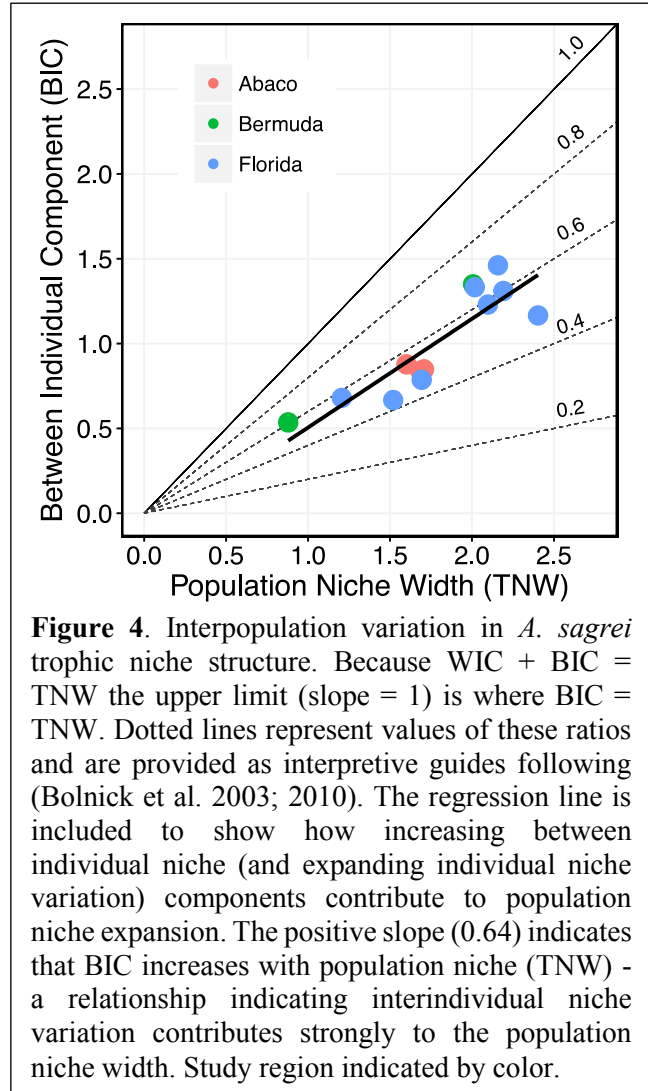 Between Individual Component (BIC)
2.5
2.0
1.5
1.0
0.5
0.0
Abaco
Bermuda
Florida
1.0
0.8
0.6
0.4
0.2
0.0 0.5 1.0 1.5 2.0 2.5
Population Niche Width (TNW)
Figure 4. Interpopulation variation in A. sagrei
trophic niche structure. Because WIC + BIC =
TNW the upper limit (slope = 1) is where BIC =
TNW. Dotted lines represent values of these ratios
and are provided as interpretive guides following
(Bolnick et al. 2003; 2010). The regression line is
included to show how increasing between
individual niche (and expanding individual niche
variation) components contribute to population
niche expansion. The positive slope (0.64) indicates
that BIC increases with population niche (TNW) -
a relationship indicating interindividual niche
variation contributes strongly to the population
niche width. Study region indicated by color.